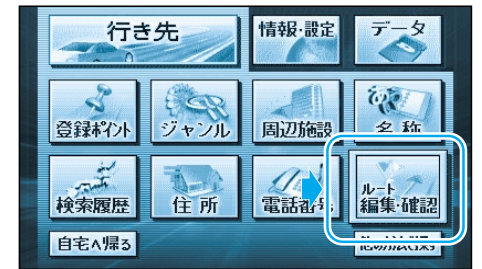 行き先
情報・設定
データ
登録ポイント
ジャンル
周辺施設
名称
検索履歴
住所
電話番号
ルート
編集・確認
自宅へ帰る